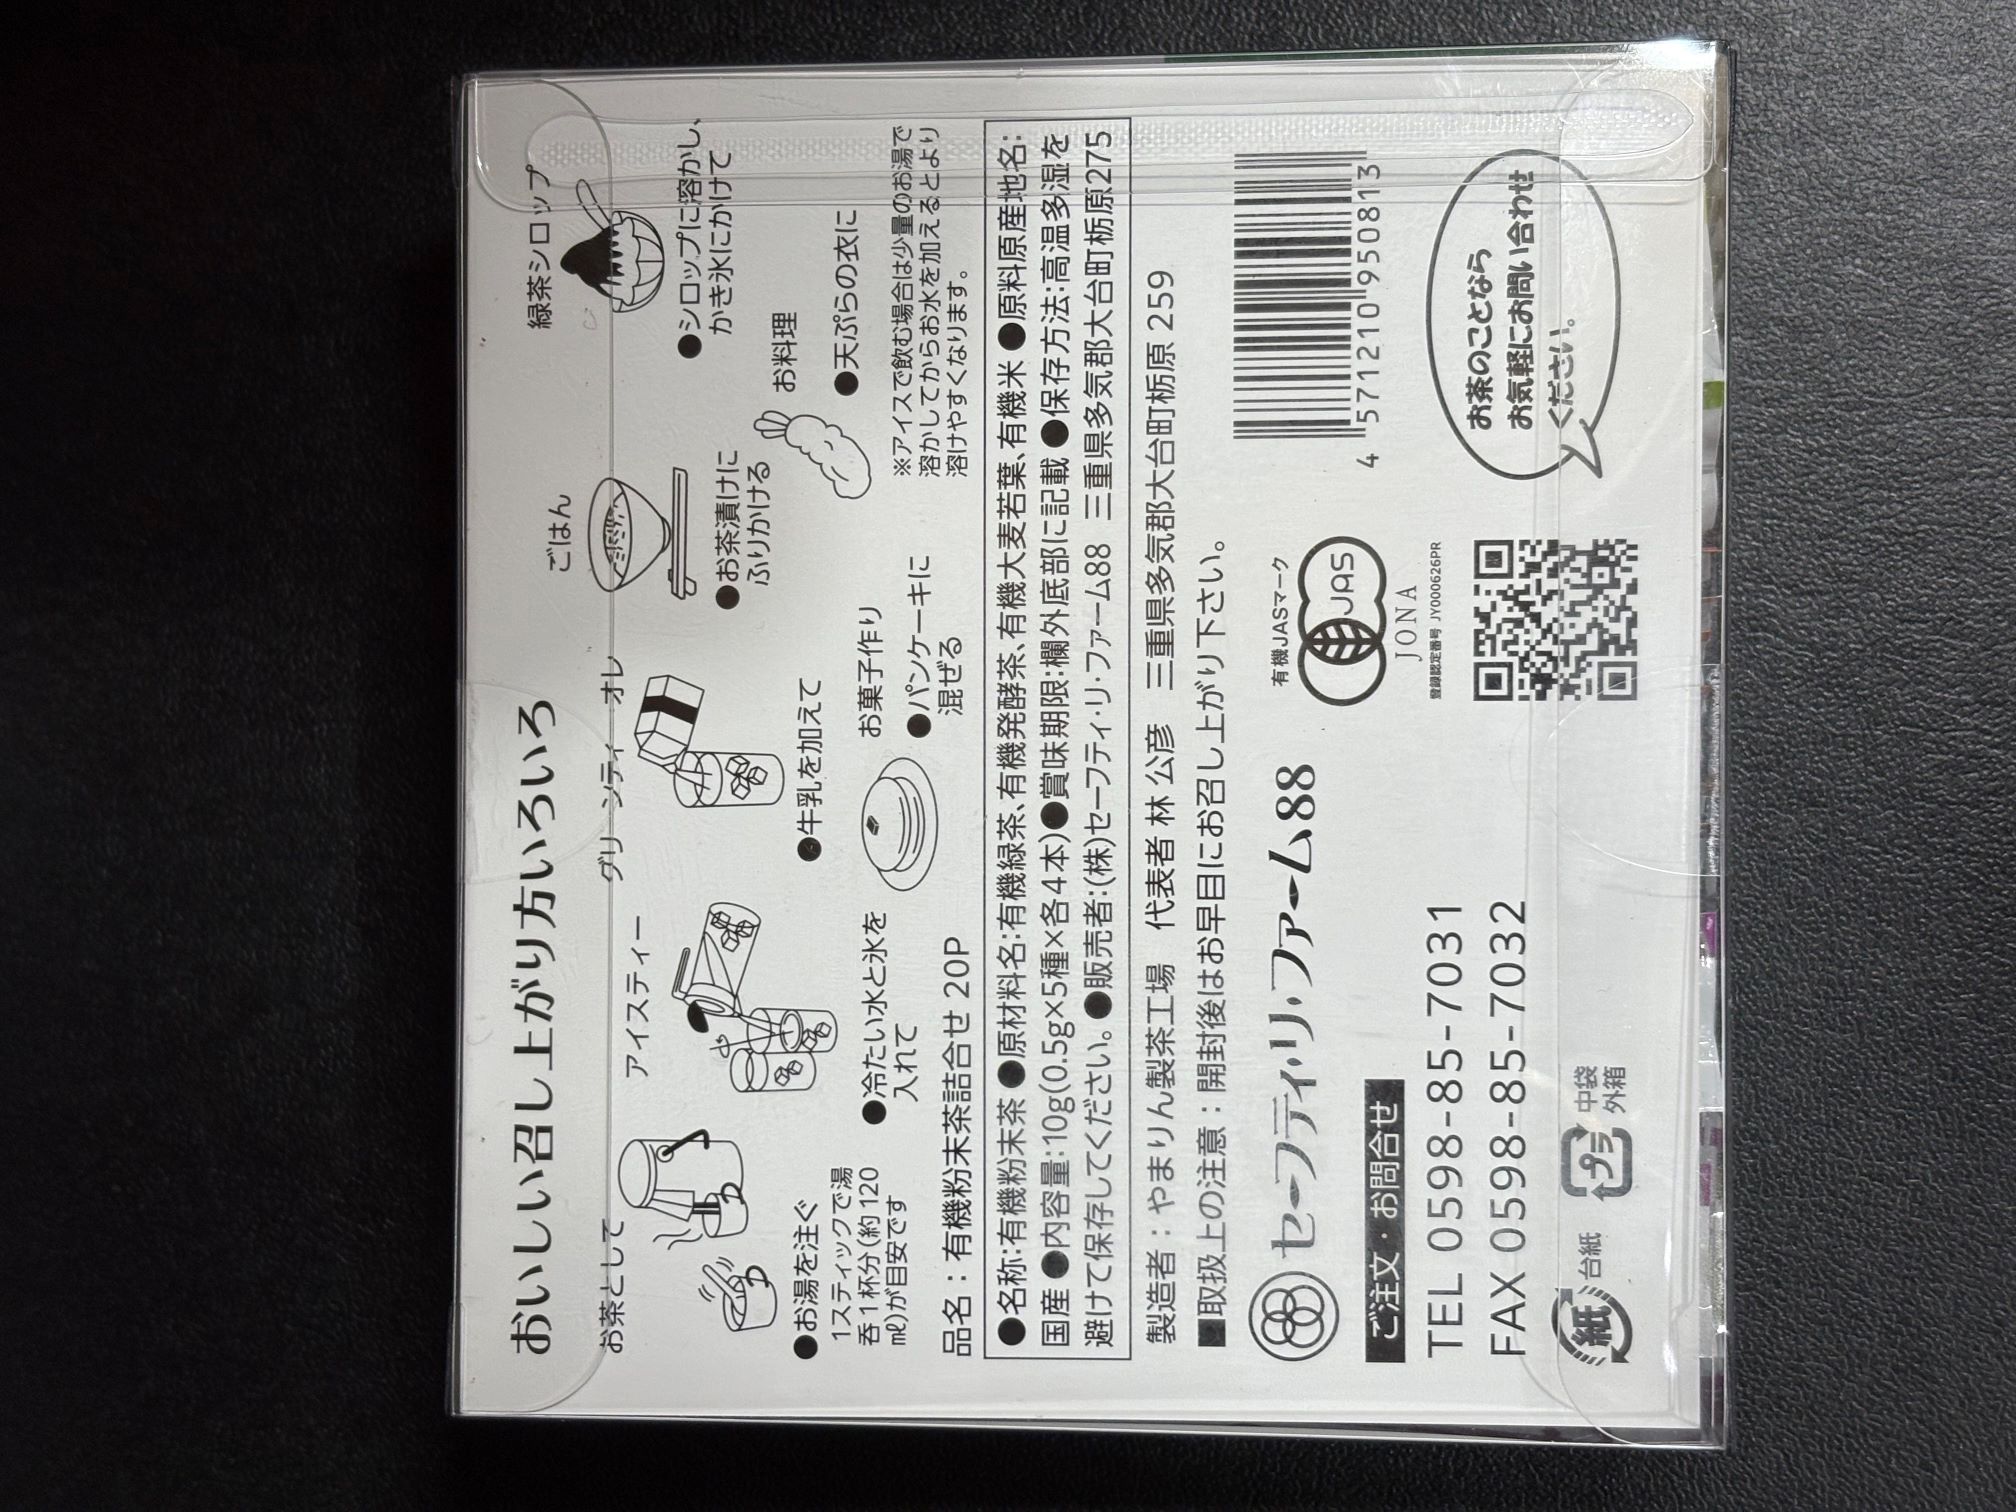 おいしい召し上がり方いろいろ
お茶として
●お湯を注ぐ
1スティックで湯
呑1杯分(約120
㎖)が目安です
アイスティー
●冷たい水と氷を
入れて
グリーンティーオレ
●牛乳を加えて
ごはん
●お茶漬けに
ふりかける
緑茶シロップ
●シロップに溶かし、
かき氷にかけて
お菓子作り
●パンケーキに
混ぜる
お料理
●天ぷらの衣に
※アイスで飲む場合は少量のお湯で
溶かしてからお水を加えるとより
溶けやすくなります。
品名：有機粉末茶詰合せ 20P
●名称:有機粉末茶 ●原材料名:有機緑茶、有機発酵茶、有機大麦若葉、有機米 ●原料原産地名:
国産 ●内容量:10g(0.5g×5種×各4本)●賞味期限:欄外底部に記載 ●保存方法:高温多湿を
避けて保存してください。●販売者:(株)セーフティ･リ･ファーム88 三重県多気郡大台町栃原275
製造者：やまりん製茶工場　代表者 林 公彦　三重県多気郡大台町栃原 259
■取扱上の注意：開封後はお早目にお召し上がり下さい。
セーフティ･リ･ファーム88
ご注文・お問合せ
TEL 0598-85-7031
FAX 0598-85-7032
紙 台紙
プラ 中袋
外箱
有機JASマーク
JAS
JONA
登録認定番号 JY000626PR
4 571210 950813
お茶のことなら
お気軽にお問い合わせ
ください。